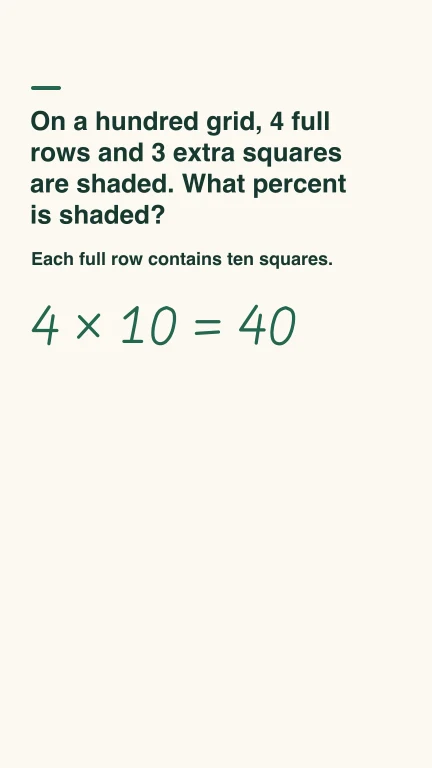 On a hundred grid, 4 full
rows and 3 extra squares
are shaded. What percent
is shaded?
Each full row contains ten squares.
4 × 10 = 40